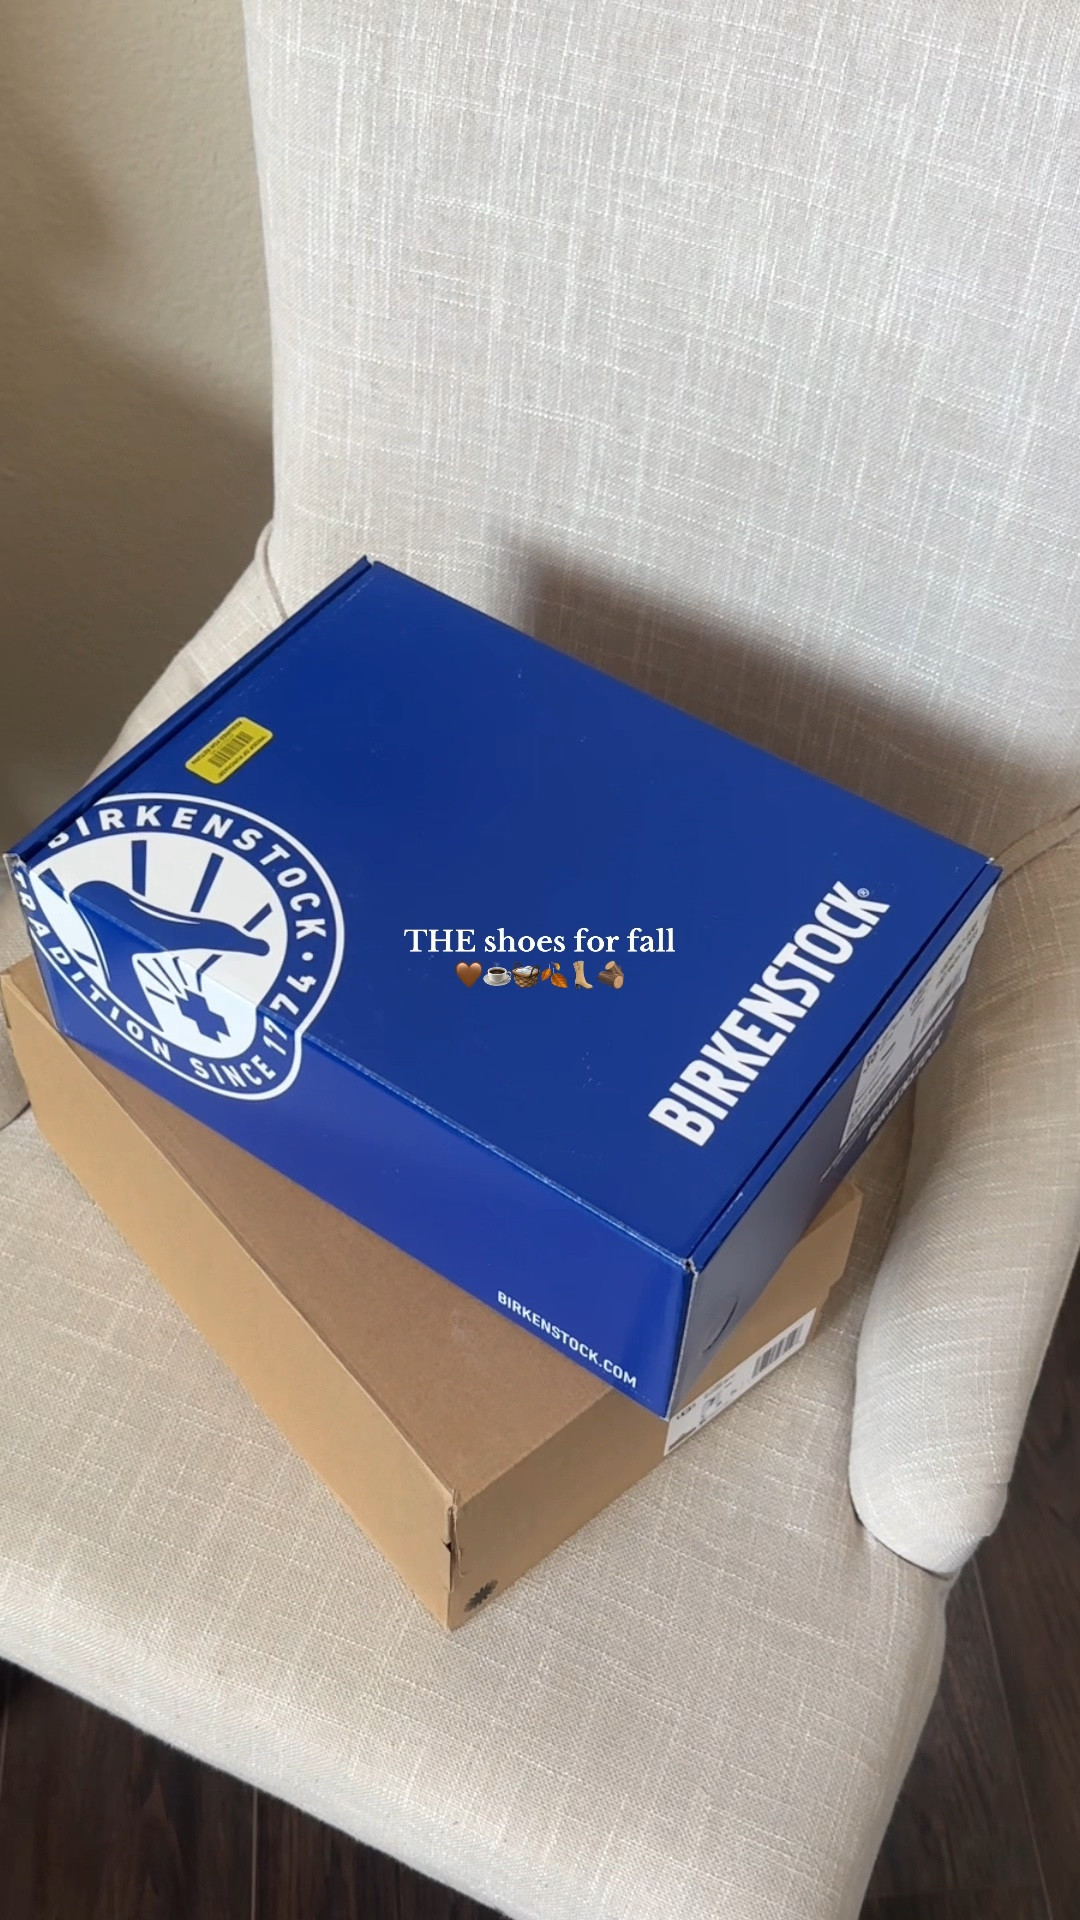 BIRKENSTOCK • TRADITION SINCE 1774 •
THE shoes for fall
🤎☕🧺🍂👢🪵
BIRKENSTOCK®
BIRKENSTOCK.COM